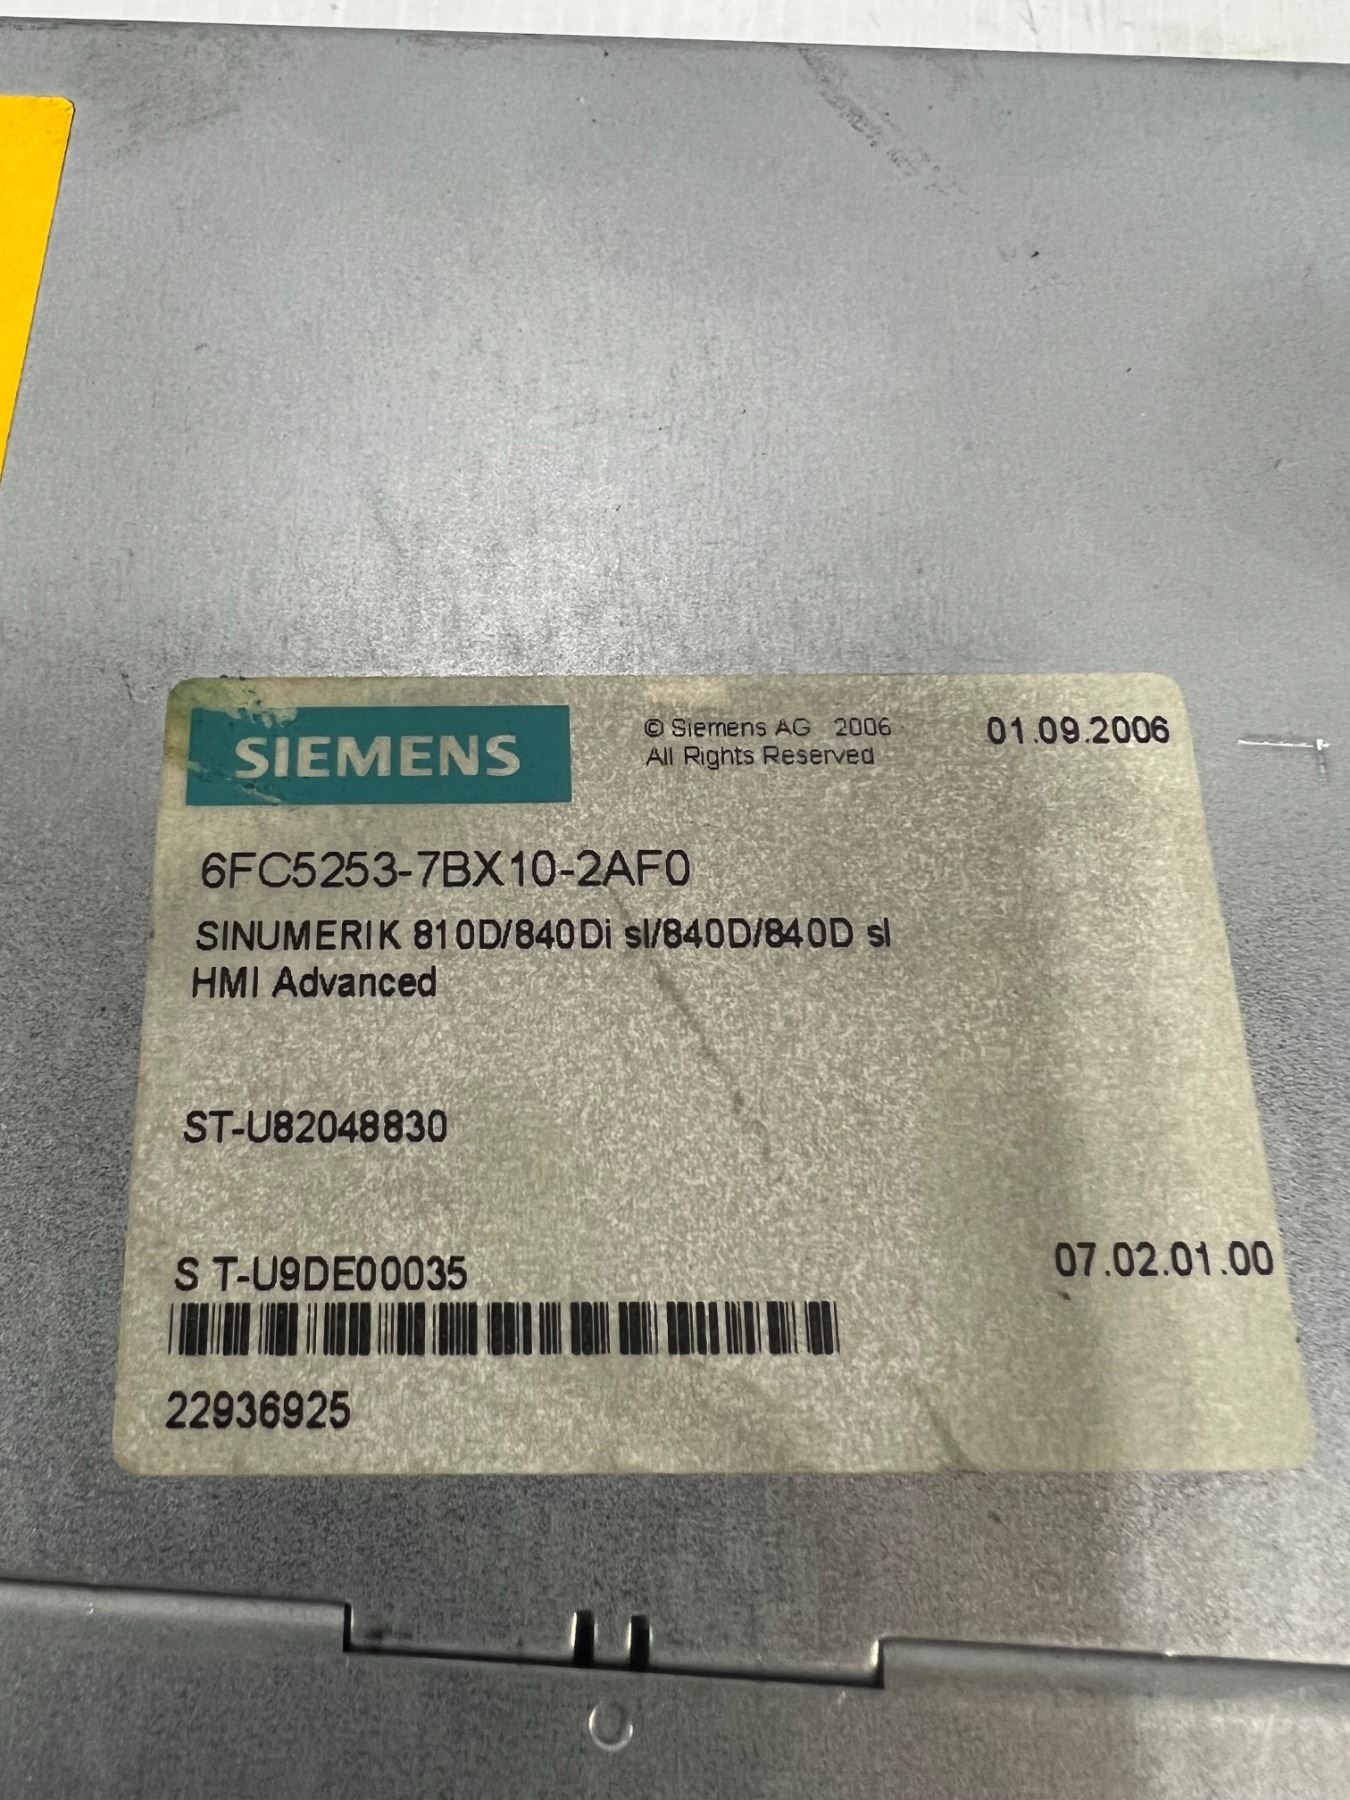 SIEMENS
© Siemens AG 2006
All Rights Reserved
01.09.2006
6FC5253-7BX10-2AF0
SINUMERIK 810D/840Di sl/840D/840D sl
HMI Advanced
ST-U82048830
S T-U9DE00035
07.02.01.00
22936925